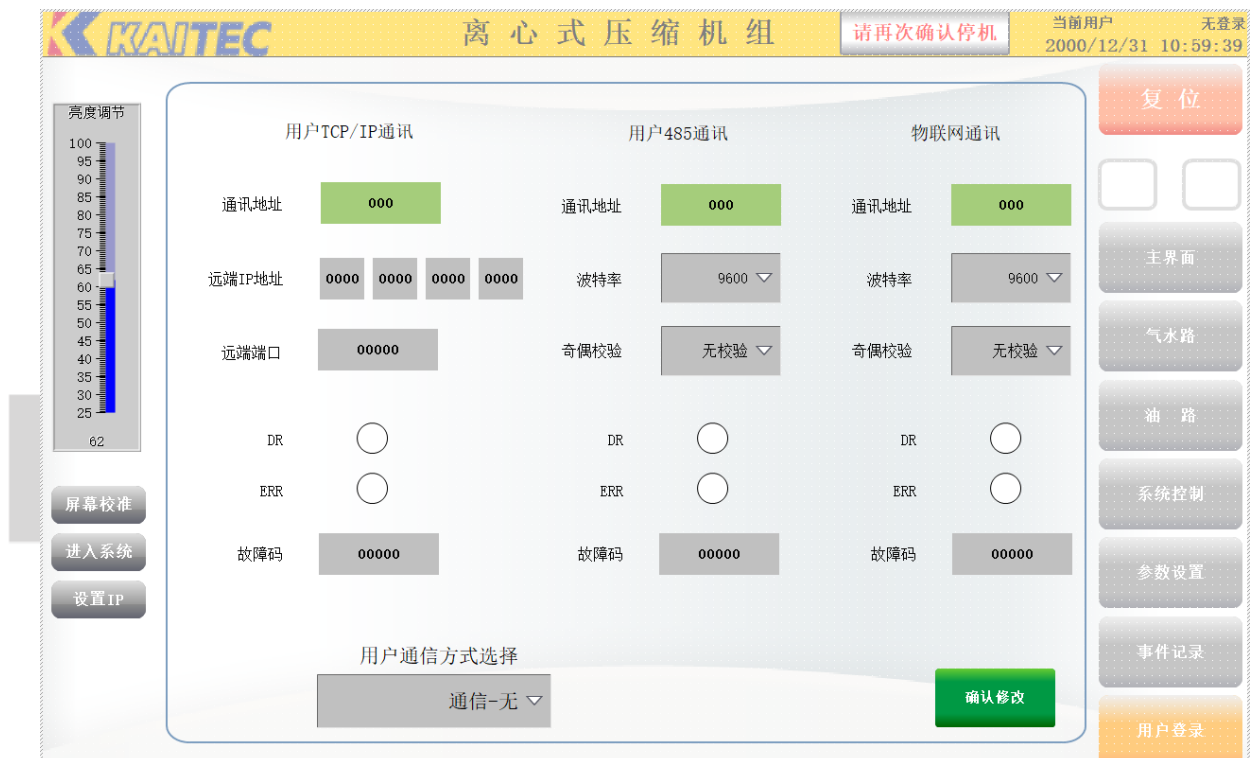 KAITEC
离心式压缩机组
请再次确认停机
当前用户 无登录
2000/12/31 10:59:39
亮度调节
100
95
90
85
80
75
70
65
60
55
50
45
40
35
30
25
62
屏幕校准
进入系统
设置IP
用户TCP/IP通讯 用户485通讯 物联网通讯
通讯地址 000 通讯地址 000 通讯地址 000
远端IP地址 0000 0000 0000 0000 波特率 9600 波特率 9600
远端端口 00000 奇偶校验 无校验 奇偶校验 无校验
DR DR DR
ERR ERR ERR
故障码 00000 故障码 00000 故障码 00000
用户通信方式选择
通信-无
确认修改
复位
主界面
气水路
油路
系统控制
参数设置
事件记录
用户登录